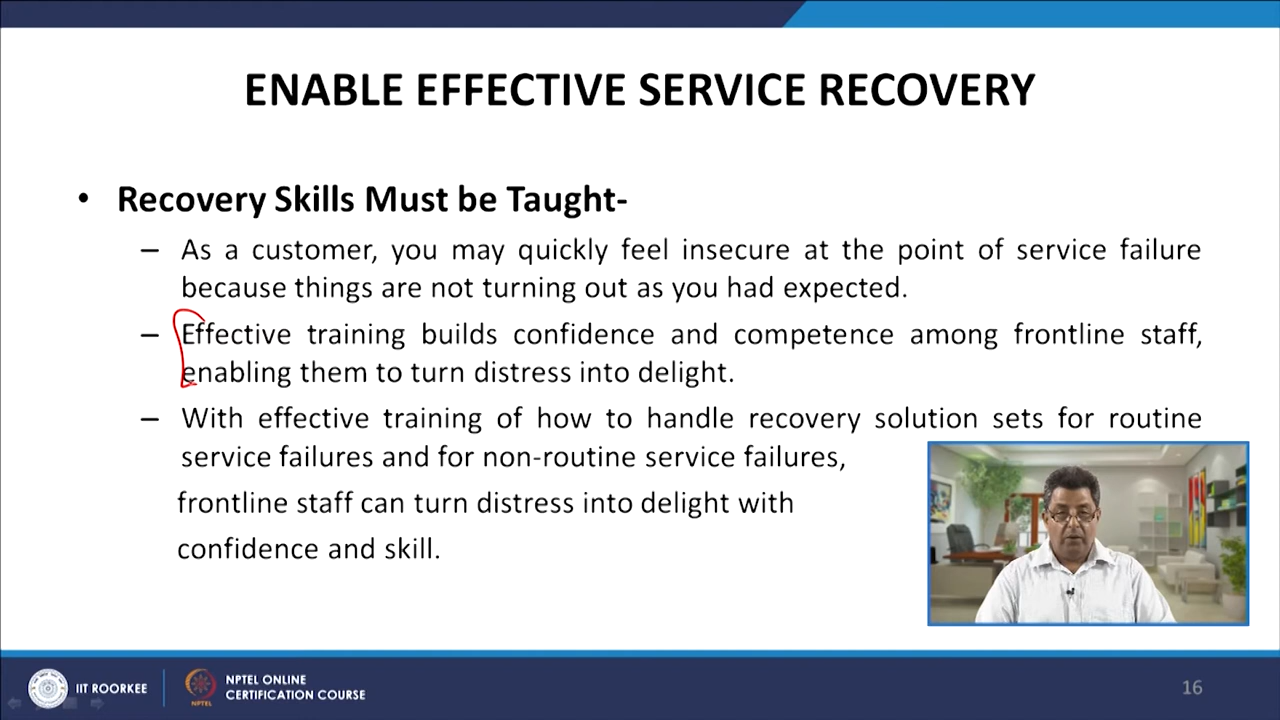 ENABLE EFFECTIVE SERVICE RECOVERY
• Recovery Skills Must be Taught-
– As a customer, you may quickly feel insecure at the point of service failure
because things are not turning out as you had expected.
– Effective training builds confidence and competence among frontline staff,
enabling them to turn distress into delight.
– With effective training of how to handle recovery solution sets for routine
service failures and for non-routine service failures,
frontline staff can turn distress into delight with
confidence and skill.
IIT ROORKEE
NPTEL
NPTEL ONLINE
CERTIFICATION COURSE
16